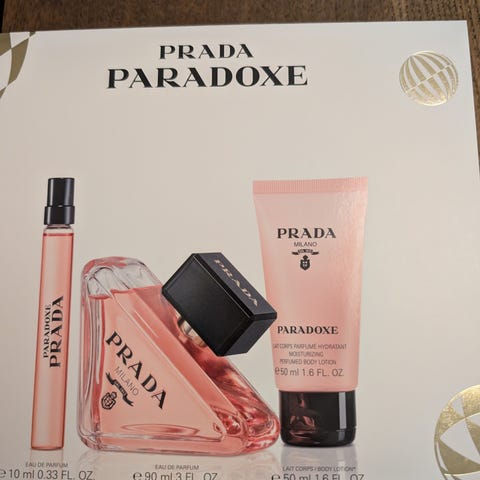 PRADA
PARADOXE
PARADOXE
PRADA
PRADA
PRADA
MILANO
PRADA
MILANO
PARADOXE
LAIT CORPS PARFUMÉ HYDRATANT
MOISTURIZING
PERFUMED BODY LOTION
℮50 ml 1.6 FL. OZ.
EAU DE PARFUM
℮10 ml 0.33 FL. OZ.
EAU DE PARFUM
℮90 ml 3 FL. OZ.
LAIT CORPS / BODY LOTION*
℮50 ml 1.6 FL. OZ.